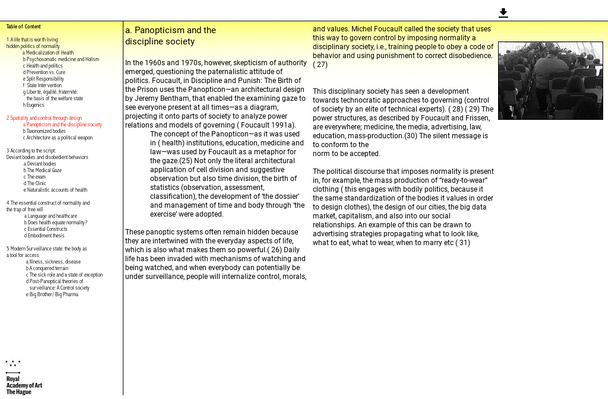 Table of Content
1 A life that is worth living:
hidden politics of normality
a Medicalization of Health
b Psychosomatic medicine and Holism
c Health and politics
d Prevention vs. Cure
e Split Responsibility
f State Intervention
g Liberté, égalité, fraternité:
the basis of the welfare state
h Eugenics
2 Spatiality and control through
design
a Panopticism and the discipline society
b Taxonomized bodies
c Architecture as a political weapon
3 According to the script:
Deviant bodies and disobedient behaviors
a Deviant bodies
b The Medical Gaze
c The exam
d The Clinic
e Naturalistic accounts of health
4 The essential construct of normality and
the trap of free will
a Language and healthcare
b Does health equate normality?
c Essential Constructs
d Embodiment thesis
5 Modern Surveillance state: the body as
a tool for access
a Illness, sickness, disease
b A conquered terrain
c The sick role and a state of exception
d Post-Panoptical theories of
surveillance: A Control society
e Big Brother/ Big Pharma
Royal
Academy of Art
The Hague
a. Panopticism and the
discipline society
In the 1960s and 1970s, however, skepticism of authority
emerged, questioning the paternalistic attitude of
politics. Foucault, in Discipline and Punish: The Birth of
the Prison uses the Panopticon—an architectural design
by Jeremy Bentham, that enabled the examining gaze to
see everyone present at all times—as a diagram,
projecting it onto parts of society to analyze power
relations and models of governing ( Foucault 1991a).
The concept of the Panopticon—as it was used
in ( health) institutions, education, medicine and
law—was used by Foucault as a metaphor for
the gaze.(25) Not only the literal architectural
application of cell division and suggestive
observation but also time division, the birth of
statistics (observation, assessment,
classification), the development of 'the dossier'
and management of time and body through 'the
exercise' were adopted.
These panoptic systems often remain hidden because
they are intertwined with the everyday aspects of life,
which is also what makes them so powerful.( 26) Daily
life has been invaded with mechanisms of watching and
being watched, and when everybody can potentially be
under surveillance, people will internalize control, morals,
and values. Michel Foucault called the society that uses
this way to govern control by imposing normality a
disciplinary society, i.e., training people to obey a code of
behavior and using punishment to correct disobedience.
( 27)
This disciplinary society has seen a development
towards technocratic approaches to governing (control
of society by an elite of technical experts). ( 28) ( 29) The
power structures, as described by Foucault and Frissen,
are everywhere; medicine, the media, advertising, law,
education, mass-production.(30) The silent message is
to conform to the
norm to be accepted.
The political discourse that imposes normality is present
in, for example, the mass production of "ready-to-wear"
clothing ( this engages with bodily politics, because it
the same standardization of the bodies it values in order
to design clothes), the design of our cities, the big data
market, capitalism, and also into our social
relationships. An example of this can be drawn to
advertising strategies propagating what to look like,
what to eat, what to wear, when to marry etc ( 31)